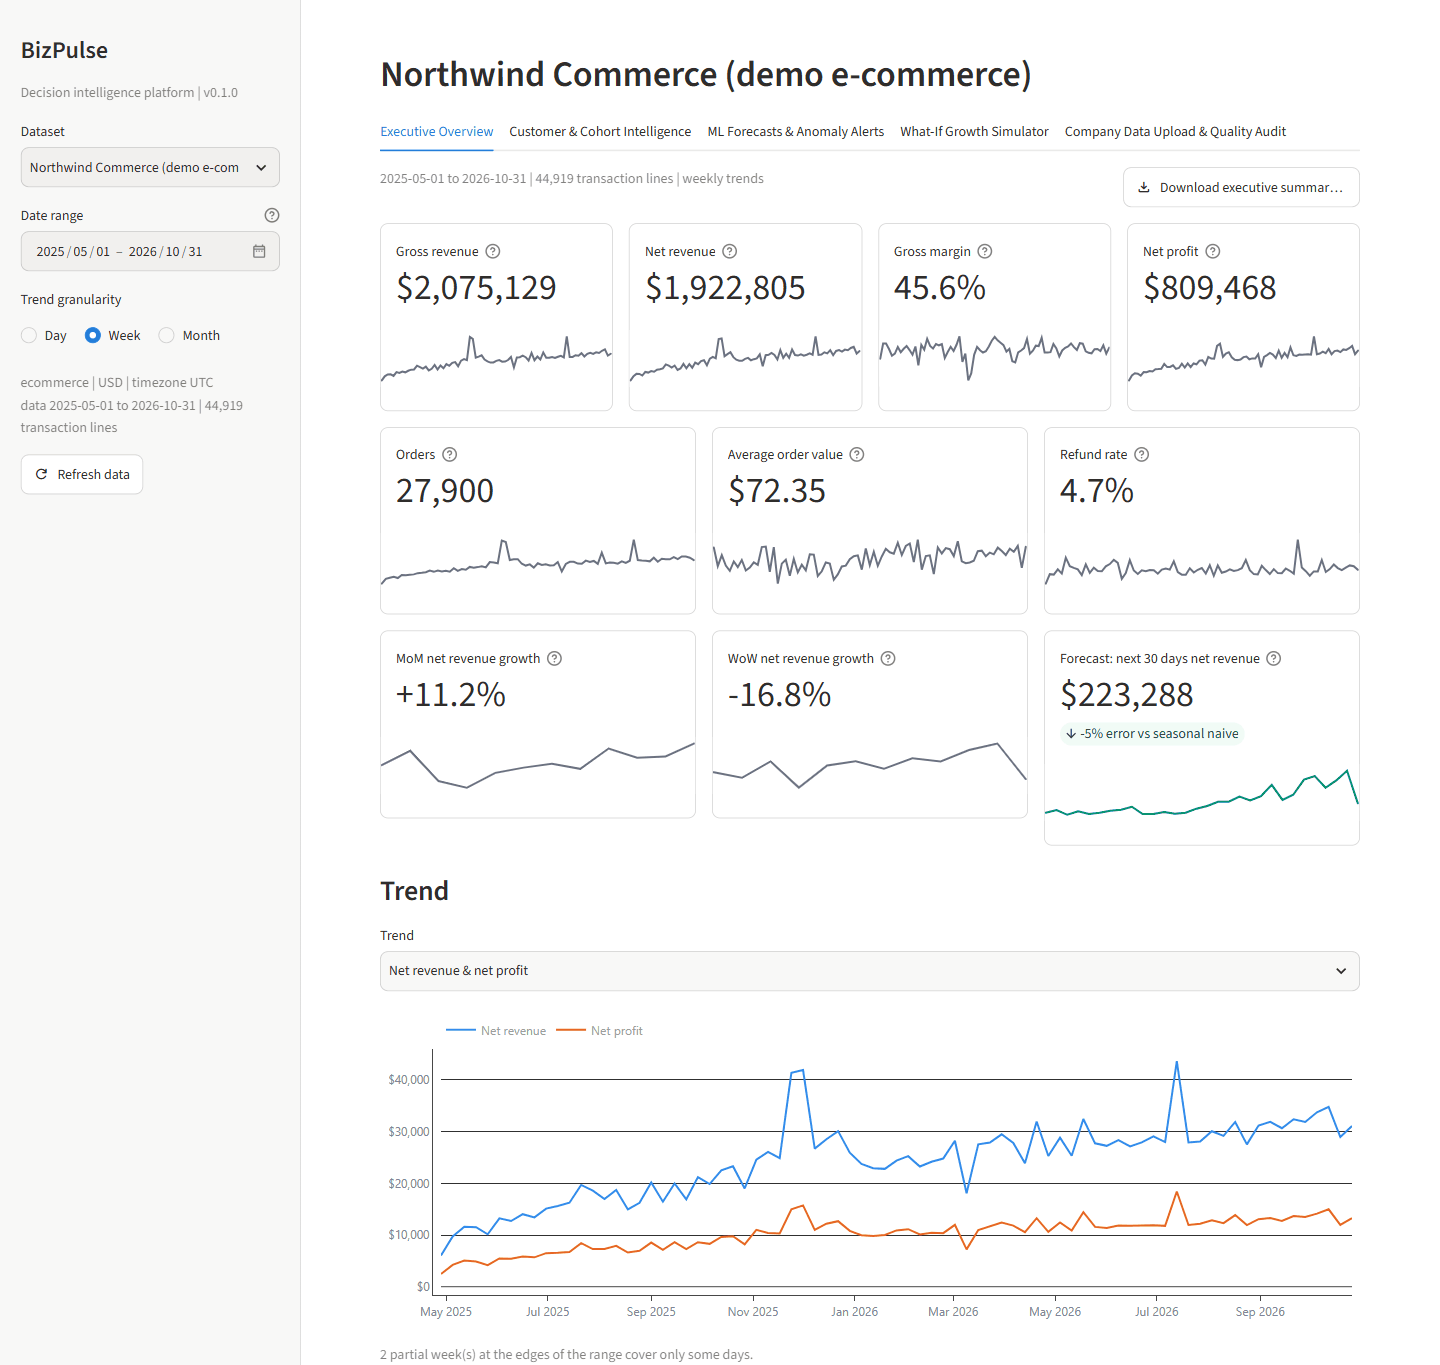 BizPulse
Decision intelligence platform | v0.1.0
Dataset
Northwind Commerce (demo e-com
Date range
2025/05/01 – 2026/10/31
Trend granularity
Day
Week
Month
ecommerce | USD | timezone UTC
data 2025-05-01 to 2026-10-31 | 44,919
transaction lines
Refresh data
Northwind Commerce (demo e-commerce)
Executive Overview
Customer & Cohort Intelligence
ML Forecasts & Anomaly Alerts
What-If Growth Simulator
Company Data Upload & Quality Audit
2025-05-01 to 2026-10-31 | 44,919 transaction lines | weekly trends
Download executive summar…
Gross revenue
$2,075,129
Net revenue
$1,922,805
Gross margin
45.6%
Net profit
$809,468
Orders
27,900
Average order value
$72.35
Refund rate
4.7%
MoM net revenue growth
+11.2%
WoW net revenue growth
-16.8%
Forecast: next 30 days net revenue
$223,288
-5% error vs seasonal naive
Trend
Trend
Net revenue & net profit
Net revenue
Net profit
$40,000
$30,000
$20,000
$10,000
$0
May 2025
Jul 2025
Sep 2025
Nov 2025
Jan 2026
Mar 2026
May 2026
Jul 2026
Sep 2026
2 partial week(s) at the edges of the range cover only some days.